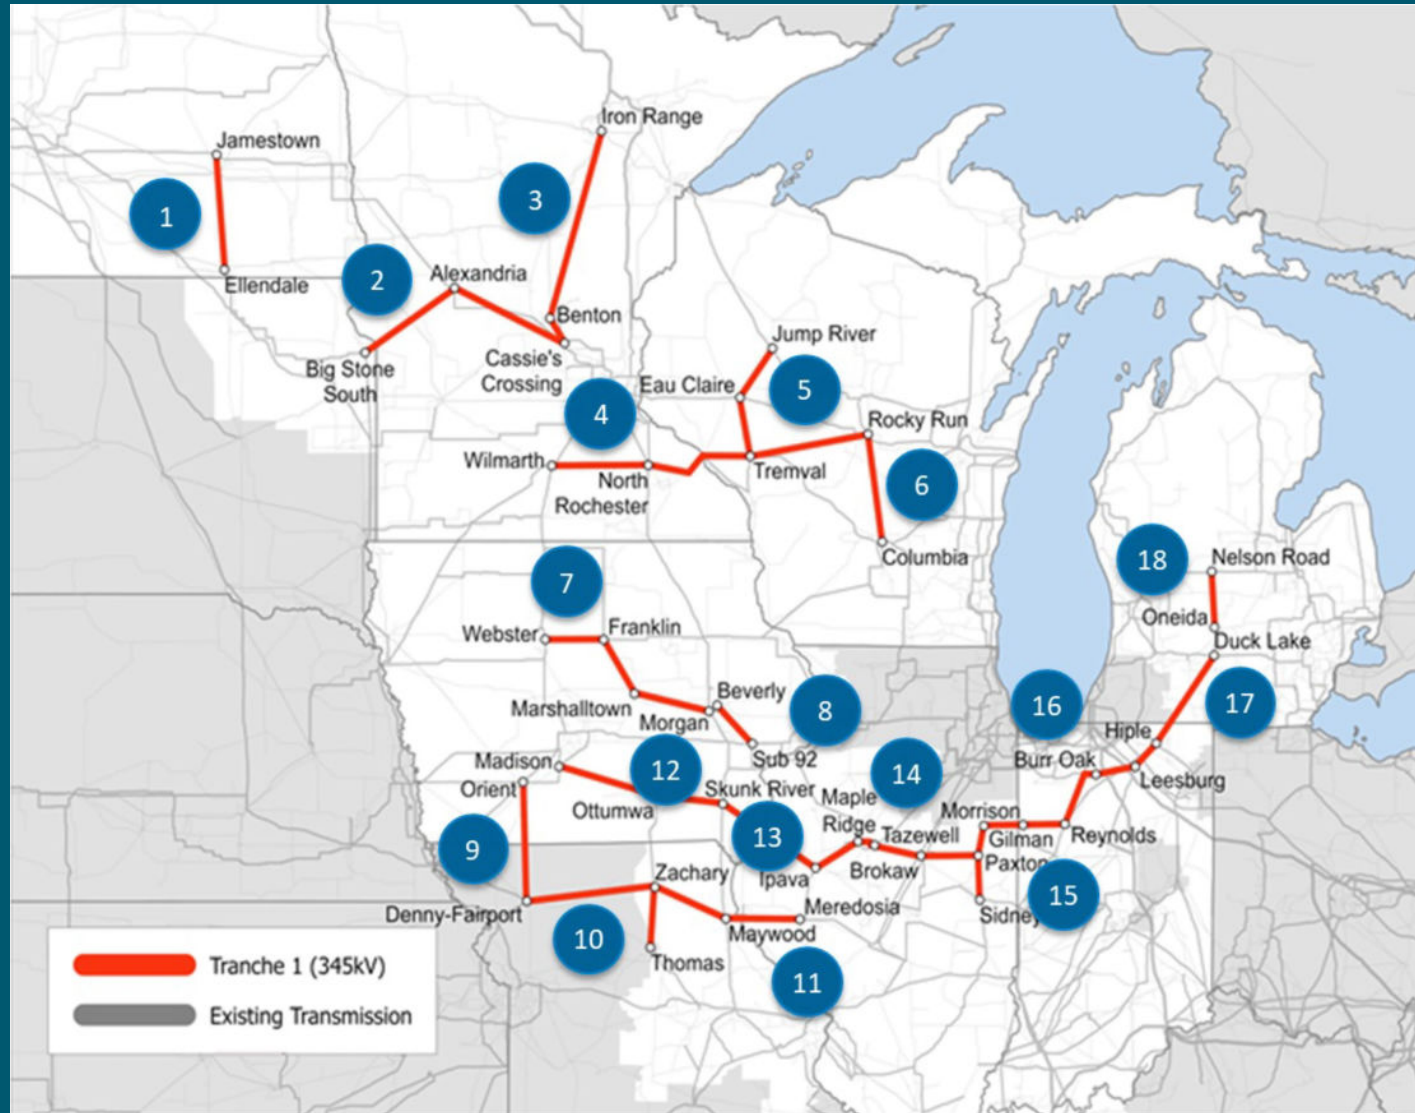 Iron Range
Jamestown
3
1
Ellendale
2
Alexandria
Benton
Jump River
Big Stone
South
Cassie's
Crossing
Eau Claire
5
4
Rocky Run
Wilmarth
North
Rochester
Tremval
6
Columbia
18
Nelson Road
7
Oneida
Webster
Franklin
Duck Lake
Marshalltown
Morgan
Beverly
8
16
17
Hiple
Madison
Orient
12
Sub 92
14
Burr Oak
Leesburg
Ottumwa
Skunk River
Maple
Ridge
Morrison
Gilman
Reynolds
13
Tazewell
9
Ipava
Brokaw
Paxton
Zachary
15
Denny-Fairport
Meredosia
Sidney
10
Maywood
Thomas
11
Tranche 1 (345kV)
Existing Transmission